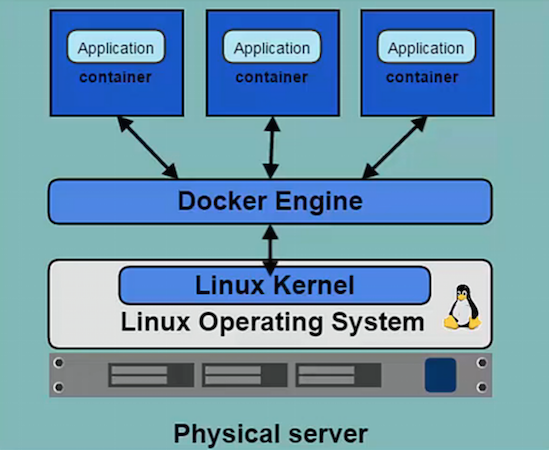 Application Application Application
container container container
Docker Engine
Linux Kernel
Linux Operating System
Physical server